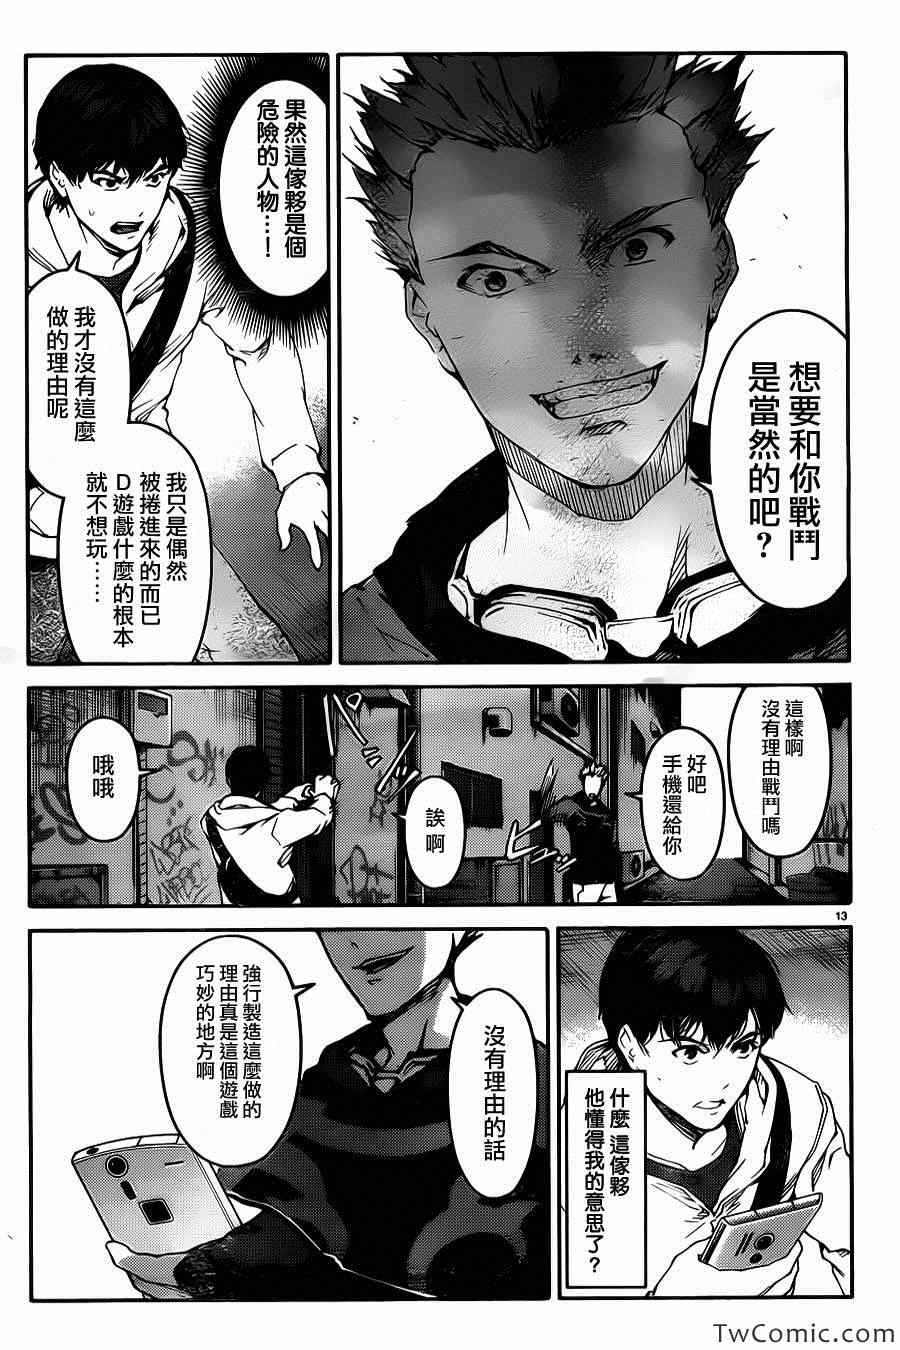 想要和你戰鬥
是當然的吧？
果然這傢夥是個
危險的人物…！
我才沒有這麼
做的理由呢
我只是偶然
被捲進來的而已
D遊戲什麼的根本
就不想玩……
這樣啊
沒有理由戰鬥嗎
好吧
手機還給你
誒啊
哦哦
13
什麼 這傢夥
他懂得我的意思了？
沒有理由的話
強行製造這麼做的
理由真是這個遊戲
巧妙的地方啊
TwComic.com